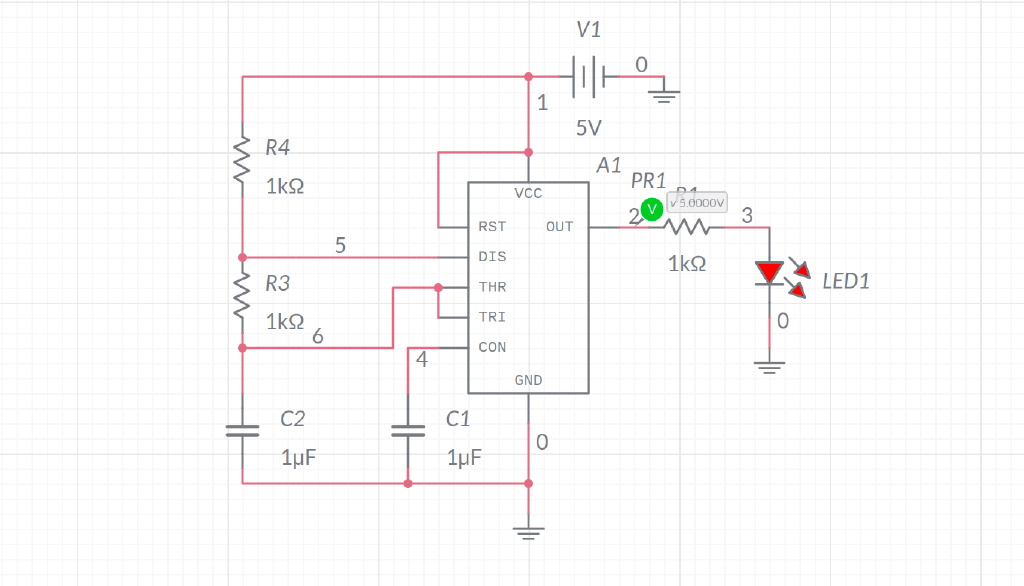 V1
0
1
5V
A1
R4
1kΩ
VCC
PR1
✓ 5.0000V
2
V
3
RST
OUT
5
DIS
1kΩ
R3
THR
LED1
1kΩ
TRI
0
6
CON
4
GND
C2
C1
0
1µF
1µF